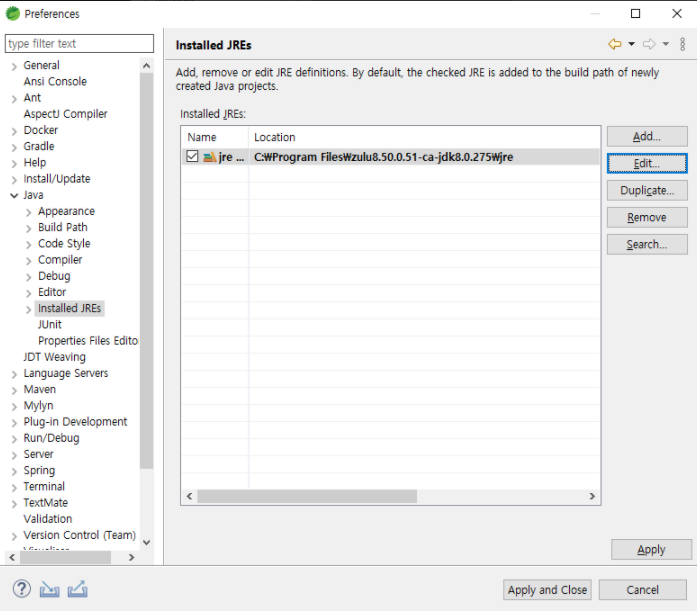 Preferences
type filter text
General
Ansi Console
Ant
AspectJ Compiler
Docker
Gradle
Help
Install/Update
Java
Appearance
Build Path
Code Style
Compiler
Debug
Editor
Installed JREs
JUnit
Properties Files Edito
JDT Weaving
Language Servers
Maven
Mylyn
Plug-in Development
Run/Debug
Server
Spring
Terminal
TextMate
Validation
Version Control (Team)
Installed JREs
Add, remove or edit JRE definitions. By default, the checked JRE is added to the build path of newly
created Java projects.
Installed JREs:
Name Location
jre ... C:₩Program Files₩zulu8.50.0.51-ca-jdk8.0.275₩jre
Add...
Edit...
Duplicate...
Remove
Search...
Apply
Apply and Close Cancel